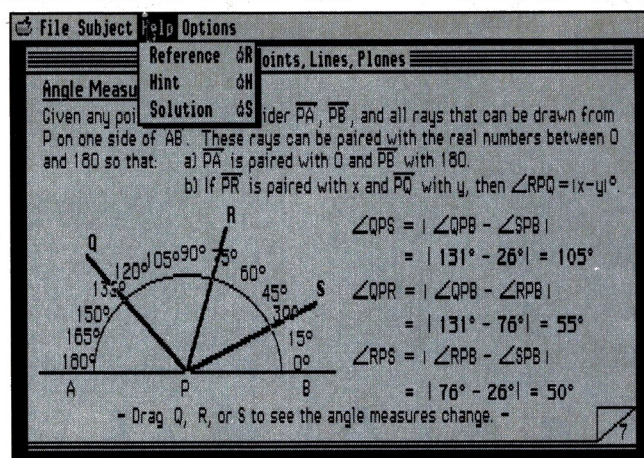 File Subject Help Options
Reference R
Hint H
Solution S
oints, Lines, Planes
Angle Measu
Given any poi ider PA, PB, and all rays that can be drawn from
P on one side of AB. These rays can be paired with the real numbers between 0
and 180 so that: a) PA is paired with 0 and PB with 180.
b) If PR is paired with x and PQ with y, then ∠RPQ = |x-y|°.
R
Q
S
180° 165° 150° 135° 120° 105° 90° 75° 60° 45° 300° 15° 0°
A P B
∠QPS = | ∠QPB - ∠SPB |
= | 131° - 26°| = 105°
∠QPR = | ∠QPB - ∠RPB |
= | 131° - 76°| = 55°
∠RPS = | ∠RPB - ∠SPB |
= | 76° - 26°| = 50°
- Drag Q, R, or S to see the angle measures change. -
7